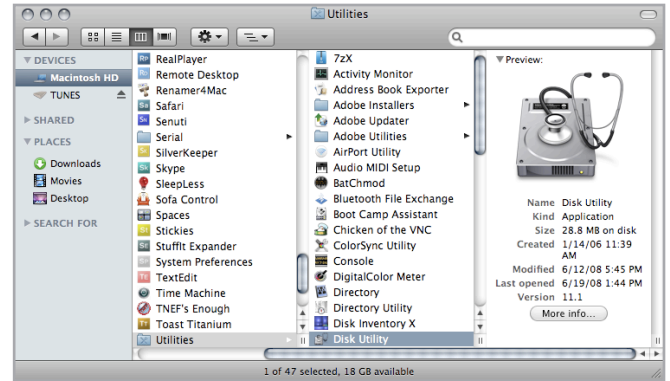 Utilities
DEVICES
Macintosh HD
TUNES
SHARED
PLACES
Downloads
Movies
Desktop
SEARCH FOR
RealPlayer
Remote Desktop
Renamer4Mac
Safari
Senuti
Serial
SilverKeeper
Skype
SleepLess
Sofa Control
Spaces
Stickies
StuffIt Expander
System Preferences
TextEdit
Time Machine
TNEF's Enough
Toast Titanium
Utilities
7zX
Activity Monitor
Address Book Exporter
Adobe Installers
Adobe Updater
Adobe Utilities
AirPort Utility
Audio MIDI Setup
BatChmod
Bluetooth File Exchange
Boot Camp Assistant
Chicken of the VNC
ColorSync Utility
Console
DigitalColor Meter
Directory
Directory Utility
Disk Inventory X
Disk Utility
Preview:
Name Disk Utility
Kind Application
Size 28.8 MB on disk
Created 1/14/06 11:39
AM
Modified 6/12/08 5:45 PM
Last opened 6/19/08 1:44 PM
Version 11.1
More info...
1 of 47 selected, 18 GB available